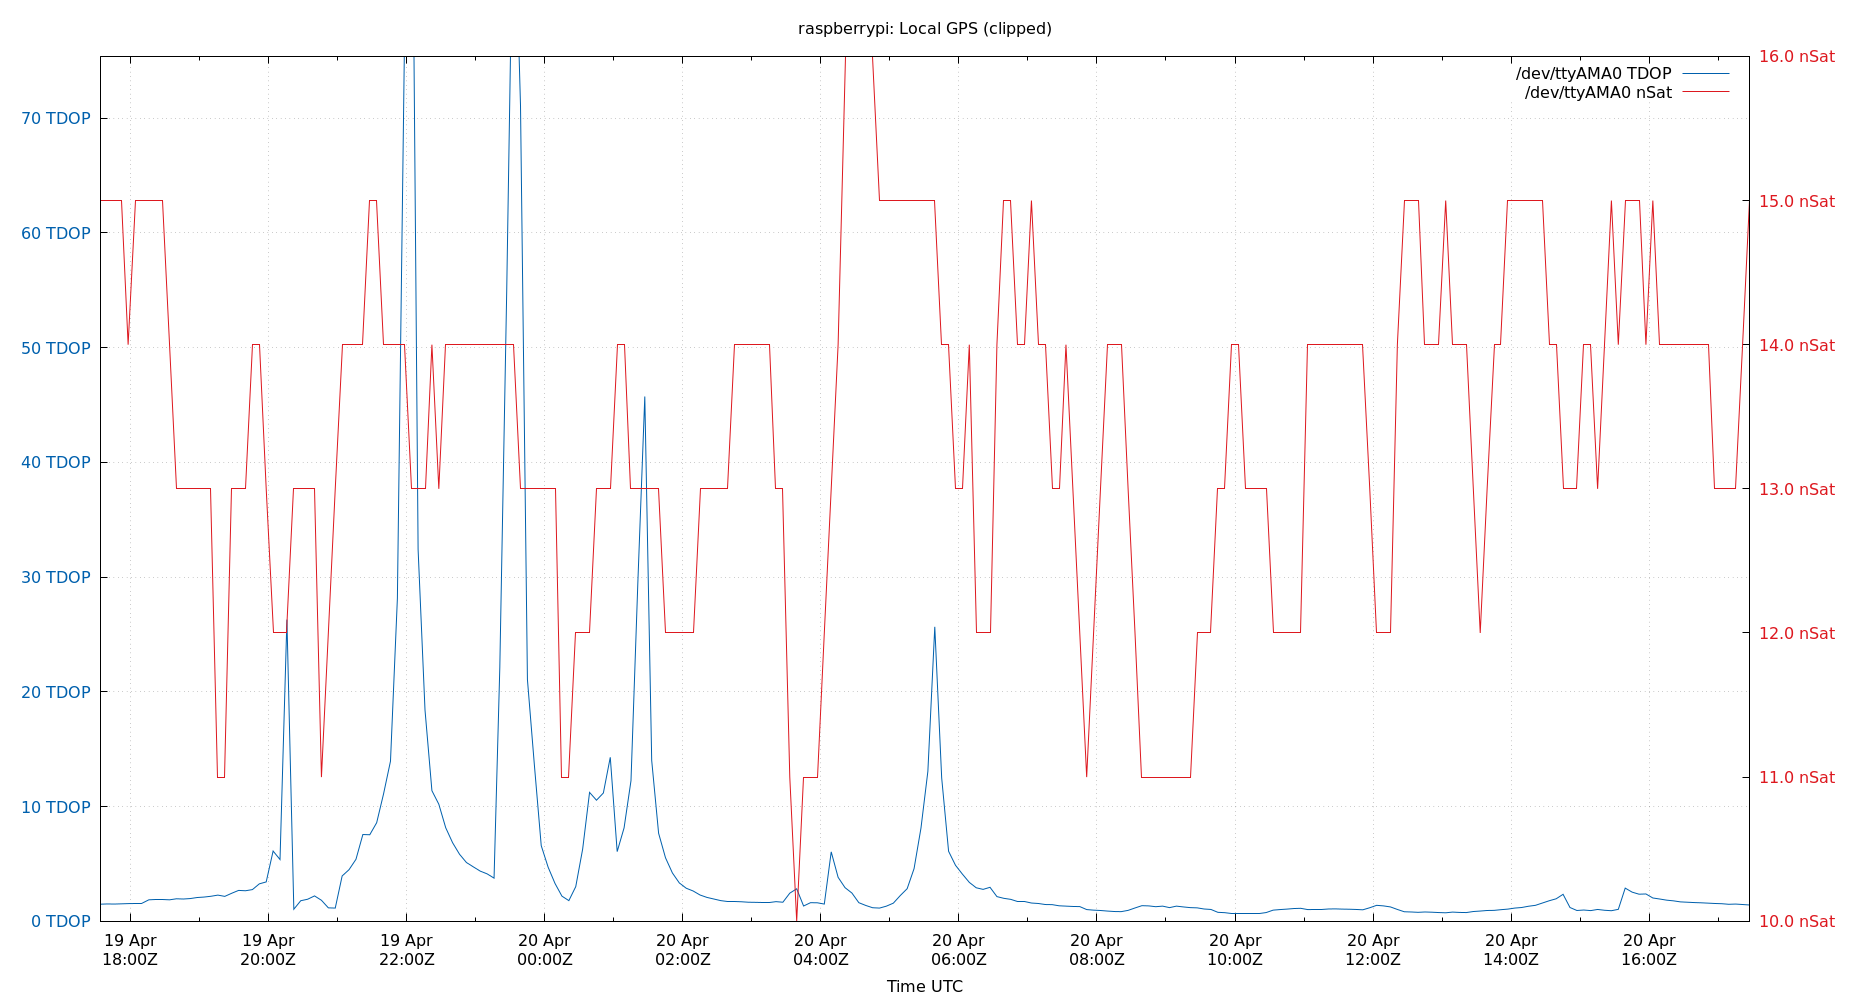 raspberrypi: Local GPS (clipped)
/dev/ttyAMA0 TDOP
/dev/ttyAMA0 nSat
70 TDOP
60 TDOP
50 TDOP
40 TDOP
30 TDOP
20 TDOP
10 TDOP
0 TDOP
16.0 nSat
15.0 nSat
14.0 nSat
13.0 nSat
12.0 nSat
11.0 nSat
10.0 nSat
19 Apr 19 Apr 19 Apr 20 Apr 20 Apr 20 Apr 20 Apr 20 Apr 20 Apr 20 Apr 20 Apr 20 Apr
18:00Z 20:00Z 22:00Z 00:00Z 02:00Z 04:00Z 06:00Z 08:00Z 10:00Z 12:00Z 14:00Z 16:00Z
Time UTC